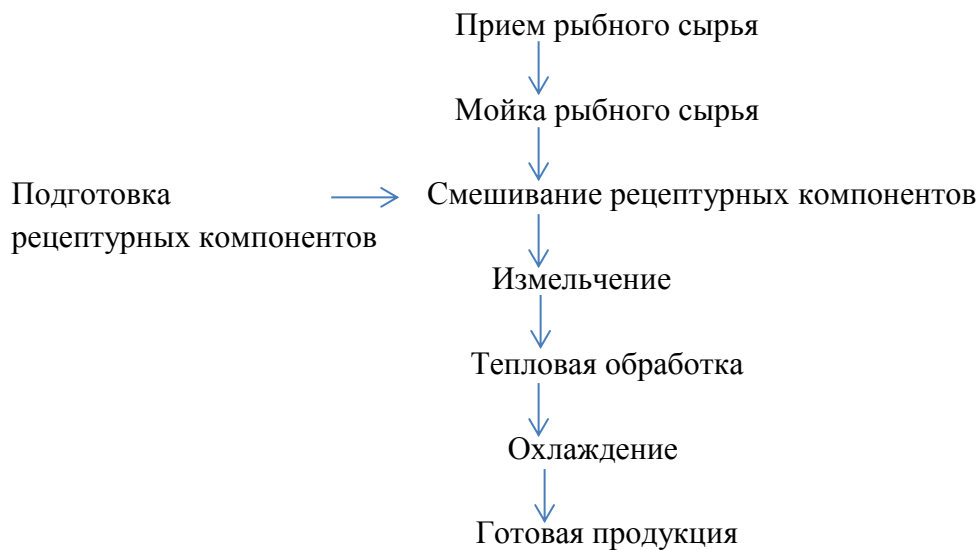 Прием рыбного сырья
Мойка рыбного сырья
Подготовка
рецептурных компонентов
Смешивание рецептурных компонентов
Измельчение
Тепловая обработка
Охлаждение
Готовая продукция